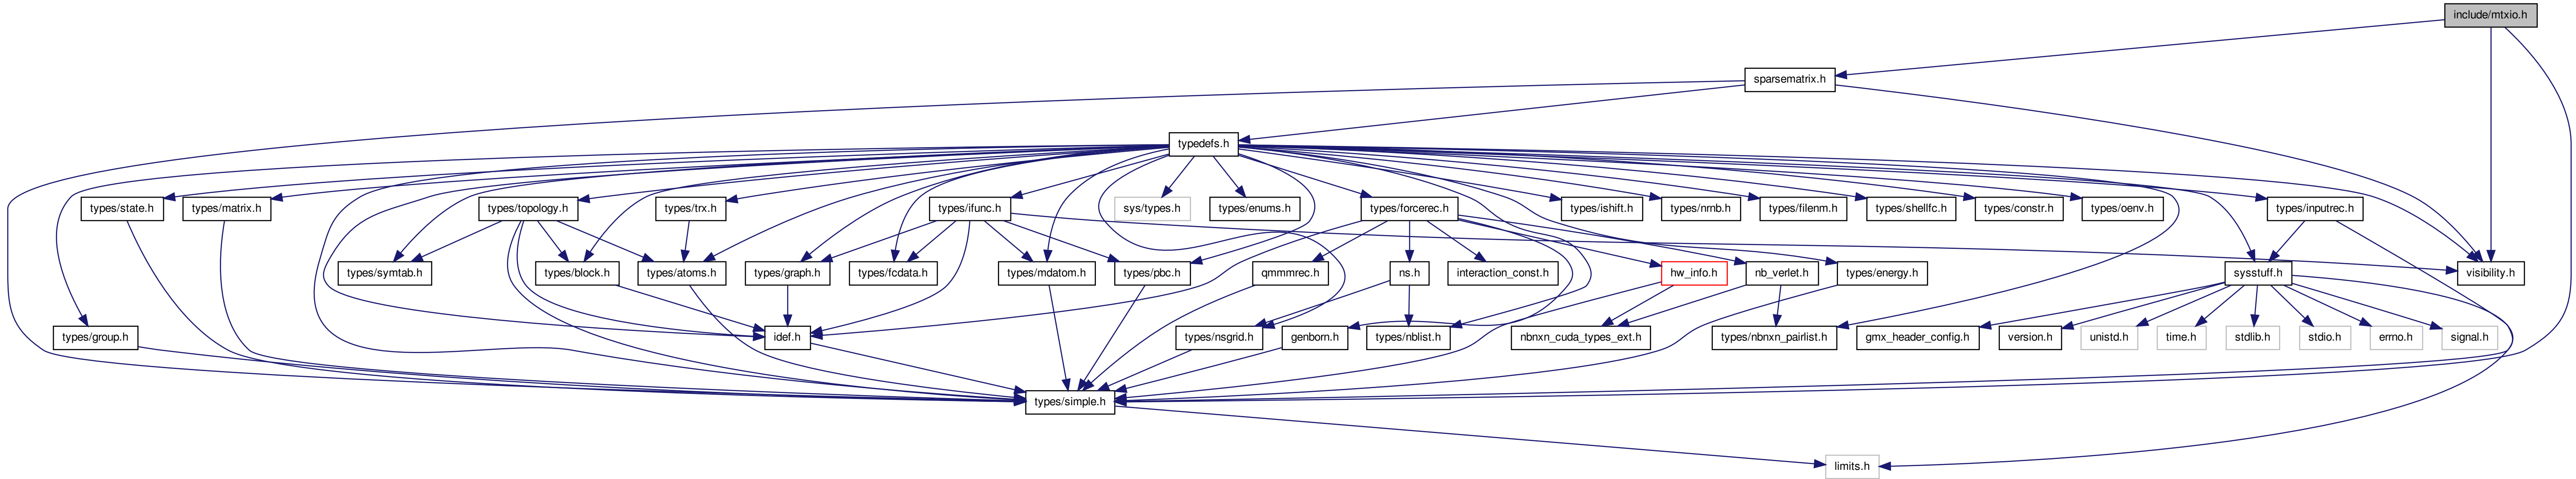 include/mtxio.h
sparsematrix.h
typedefs.h
types/state.h
types/matrix.h
types/topology.h
types/trx.h
types/ifunc.h
sys/types.h
types/enums.h
types/forcerec.h
types/ishift.h
types/nrnb.h
types/filenm.h
types/shellfc.h
types/constr.h
types/oenv.h
types/inputrec.h
types/symtab.h
types/block.h
types/atoms.h
types/graph.h
types/fcdata.h
types/mdatom.h
types/pbc.h
qmmmrec.h
ns.h
interaction_const.h
hw_info.h
nb_verlet.h
types/energy.h
sysstuff.h
visibility.h
types/group.h
idef.h
types/nsgrid.h
genborn.h
types/nblist.h
nbnxn_cuda_types_ext.h
types/nbnxn_pairlist.h
gmx_header_config.h
version.h
unistd.h
time.h
stdlib.h
stdio.h
errno.h
signal.h
types/simple.h
limits.h